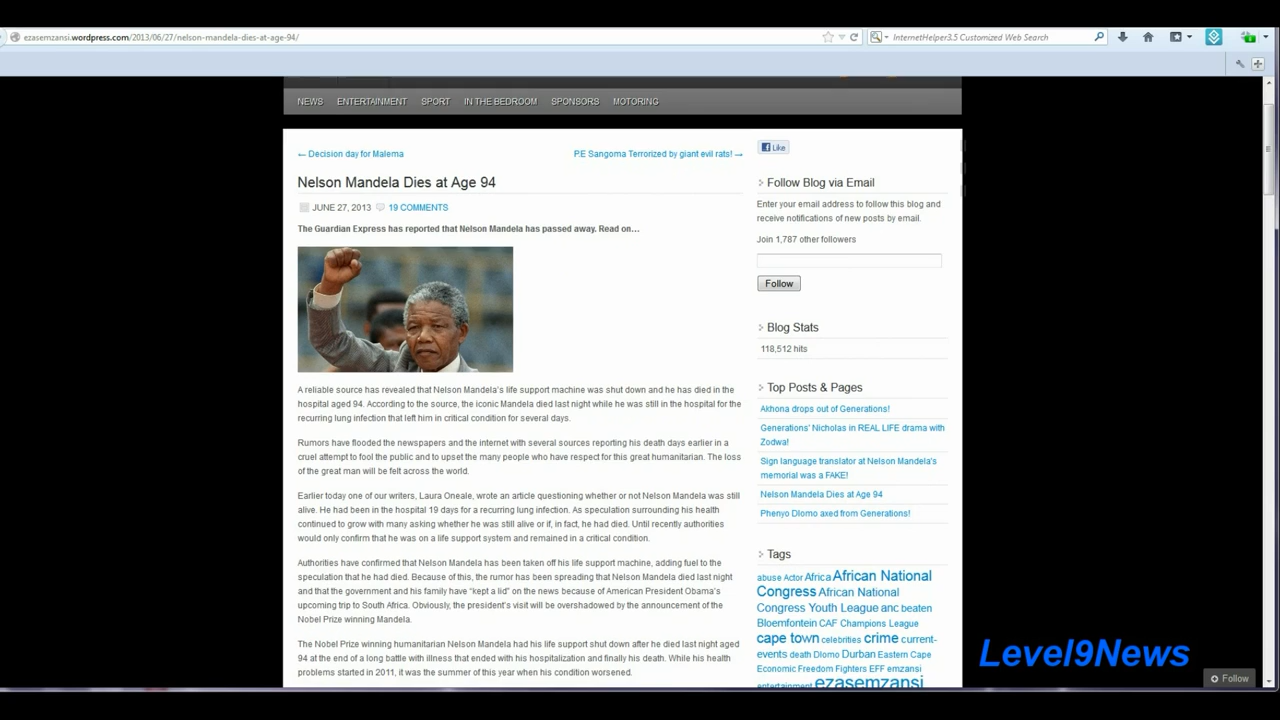 ezasemzansi.wordpress.com/2013/06/27/nelson-mandela-dies-at-age-94/
InternetHelper3.5 Customized Web Search
NEWS ENTERTAINMENT SPORT IN THE BEDROOM SPONSORS MOTORING
← Decision day for Malema
P.E Sangoma Terrorized by giant evil rats! →
Nelson Mandela Dies at Age 94
JUNE 27, 2013 19 COMMENTS
The Guardian Express has reported that Nelson Mandela has passed away. Read on…
A reliable source has revealed that Nelson Mandela's life support machine was shut down and he has died in the
hospital aged 94. According to the source, the iconic Mandela died last night while he was still in the hospital for the
recurring lung infection that left him in critical condition for several days.
Rumors have flooded the newspapers and the internet with several sources reporting his death days earlier in a
cruel attempt to fool the public and to upset the many people who have respect for this great humanitarian. The loss
of the great man will be felt across the world.
Earlier today one of our writers, Laura Oneale, wrote an article questioning whether or not Nelson Mandela was still
alive. He had been in the hospital 19 days for a recurring lung infection. As speculation surrounding his health
continued to grow with many asking whether he was still alive or if, in fact, he had died. Until recently authorities
would only confirm that he was on a life support system and remained in a critical condition.
Authorities have confirmed that Nelson Mandela has been taken off his life support machine, adding fuel to the
speculation that he had died. Because of this, the rumor has been spreading that Nelson Mandela died last night
and that the government and his family have “kept a lid” on the news because of American President Obama's
upcoming trip to South Africa. Obviously, the president's visit will be overshadowed by the announcement of the
Nobel Prize winning Mandela.
The Nobel Prize winning humanitarian Nelson Mandela had his life support shut down after he died last night aged
94 at the end of a long battle with illness that ended with his hospitalization and finally his death. While his health
problems started in 2011, it was the summer of this year when his condition worsened.
Like
Follow Blog via Email
Enter your email address to follow this blog and
receive notifications of new posts by email.
Join 1,787 other followers
Follow
Blog Stats
118,512 hits
Top Posts & Pages
Akhona drops out of Generations!
Generations' Nicholas in REAL LIFE drama with
Zodwa!
Sign language translator at Nelson Mandela's
memorial was a FAKE!
Nelson Mandela Dies at Age 94
Phenyo Dlomo axed from Generations!
Tags
abuse Actor Africa African National
Congress African National
Congress Youth League anc beaten
Bloemfontein CAF Champions League
cape town celebrities crime current-
events death Dlomo Durban Eastern Cape
Economic Freedom Fighters EFF emzansi
entertainment ezasemzansi
Level9News
Follow